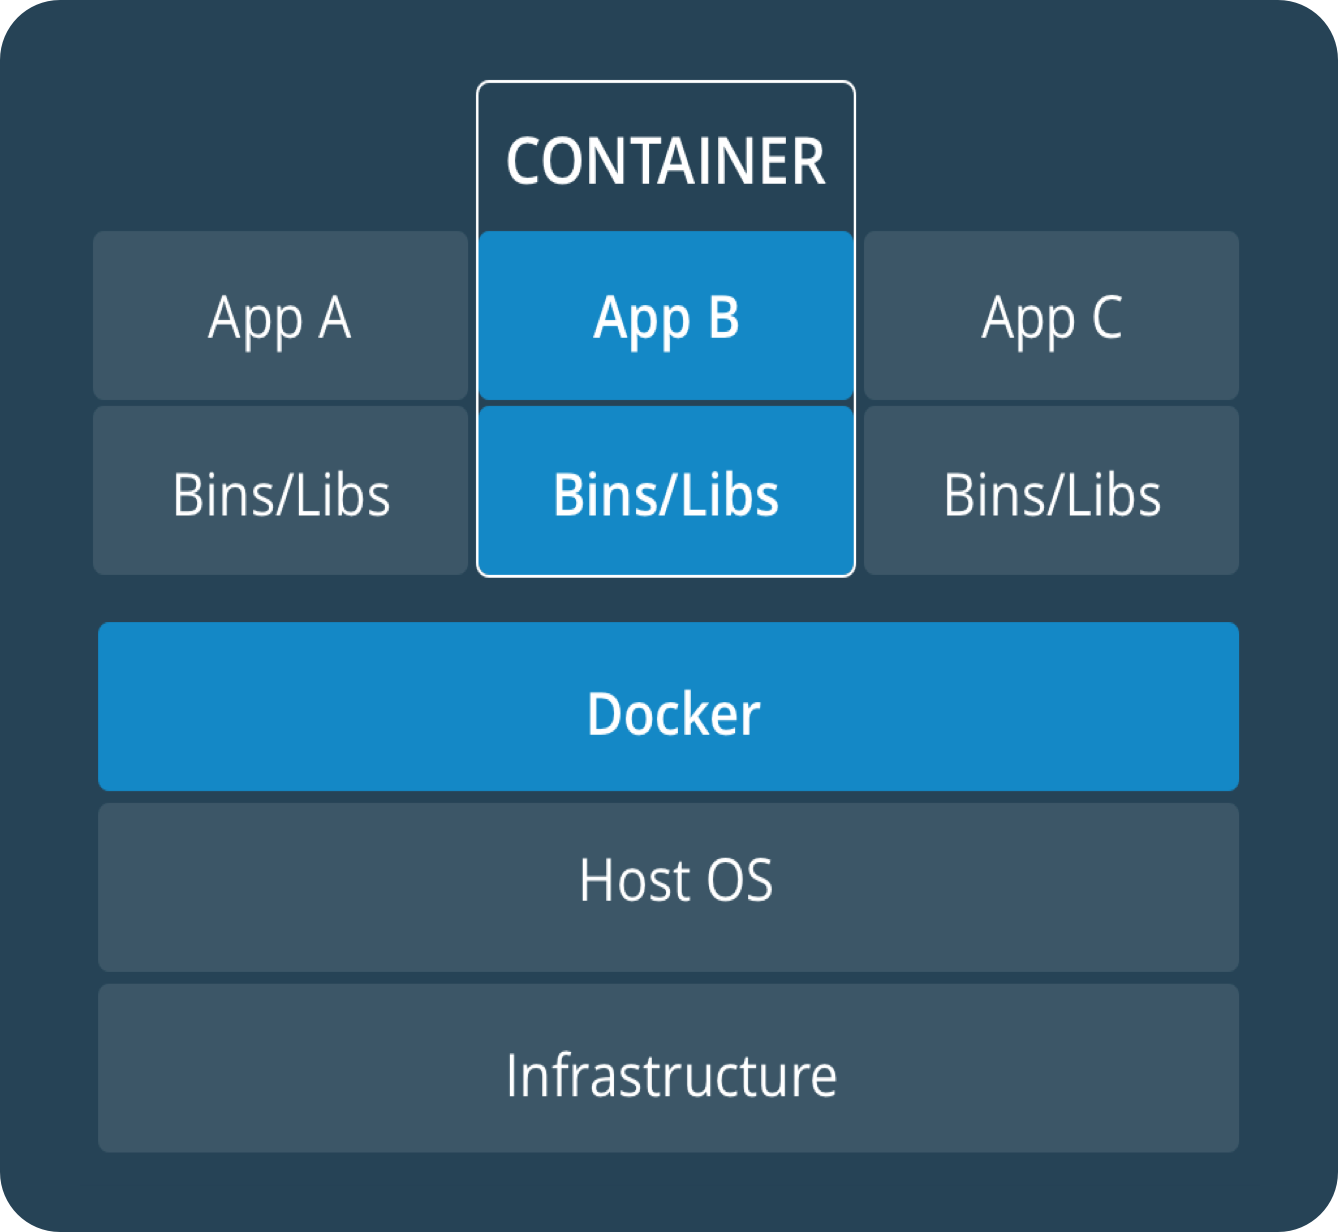 CONTAINER
App A
App B
App C
Bins/Libs
Bins/Libs
Bins/Libs
Docker
Host OS
Infrastructure